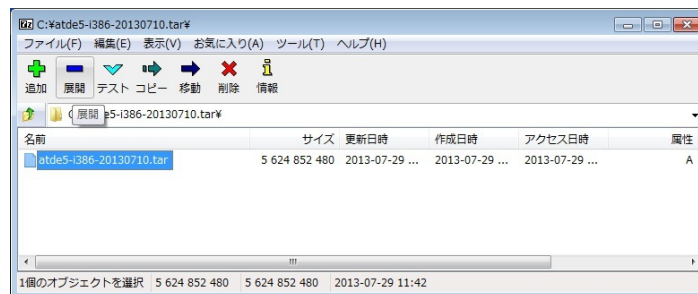 7z C:¥atde5-i386-20130710.tar¥
ファイル(F) 編集(E) 表示(V) お気に入り(A) ツール(T) ヘルプ(H)
追加 展開 テスト コピー 移動 削除 情報
展開 e5-i386-20130710.tar¥
名前 サイズ 更新日時 作成日時 アクセス日時 属性
atde5-i386-20130710.tar 5 624 852 480 2013-07-29 ... 2013-07-29 ... 2013-07-29 ... A
1個のオブジェクトを選択 5 624 852 480 5 624 852 480 2013-07-29 11:42